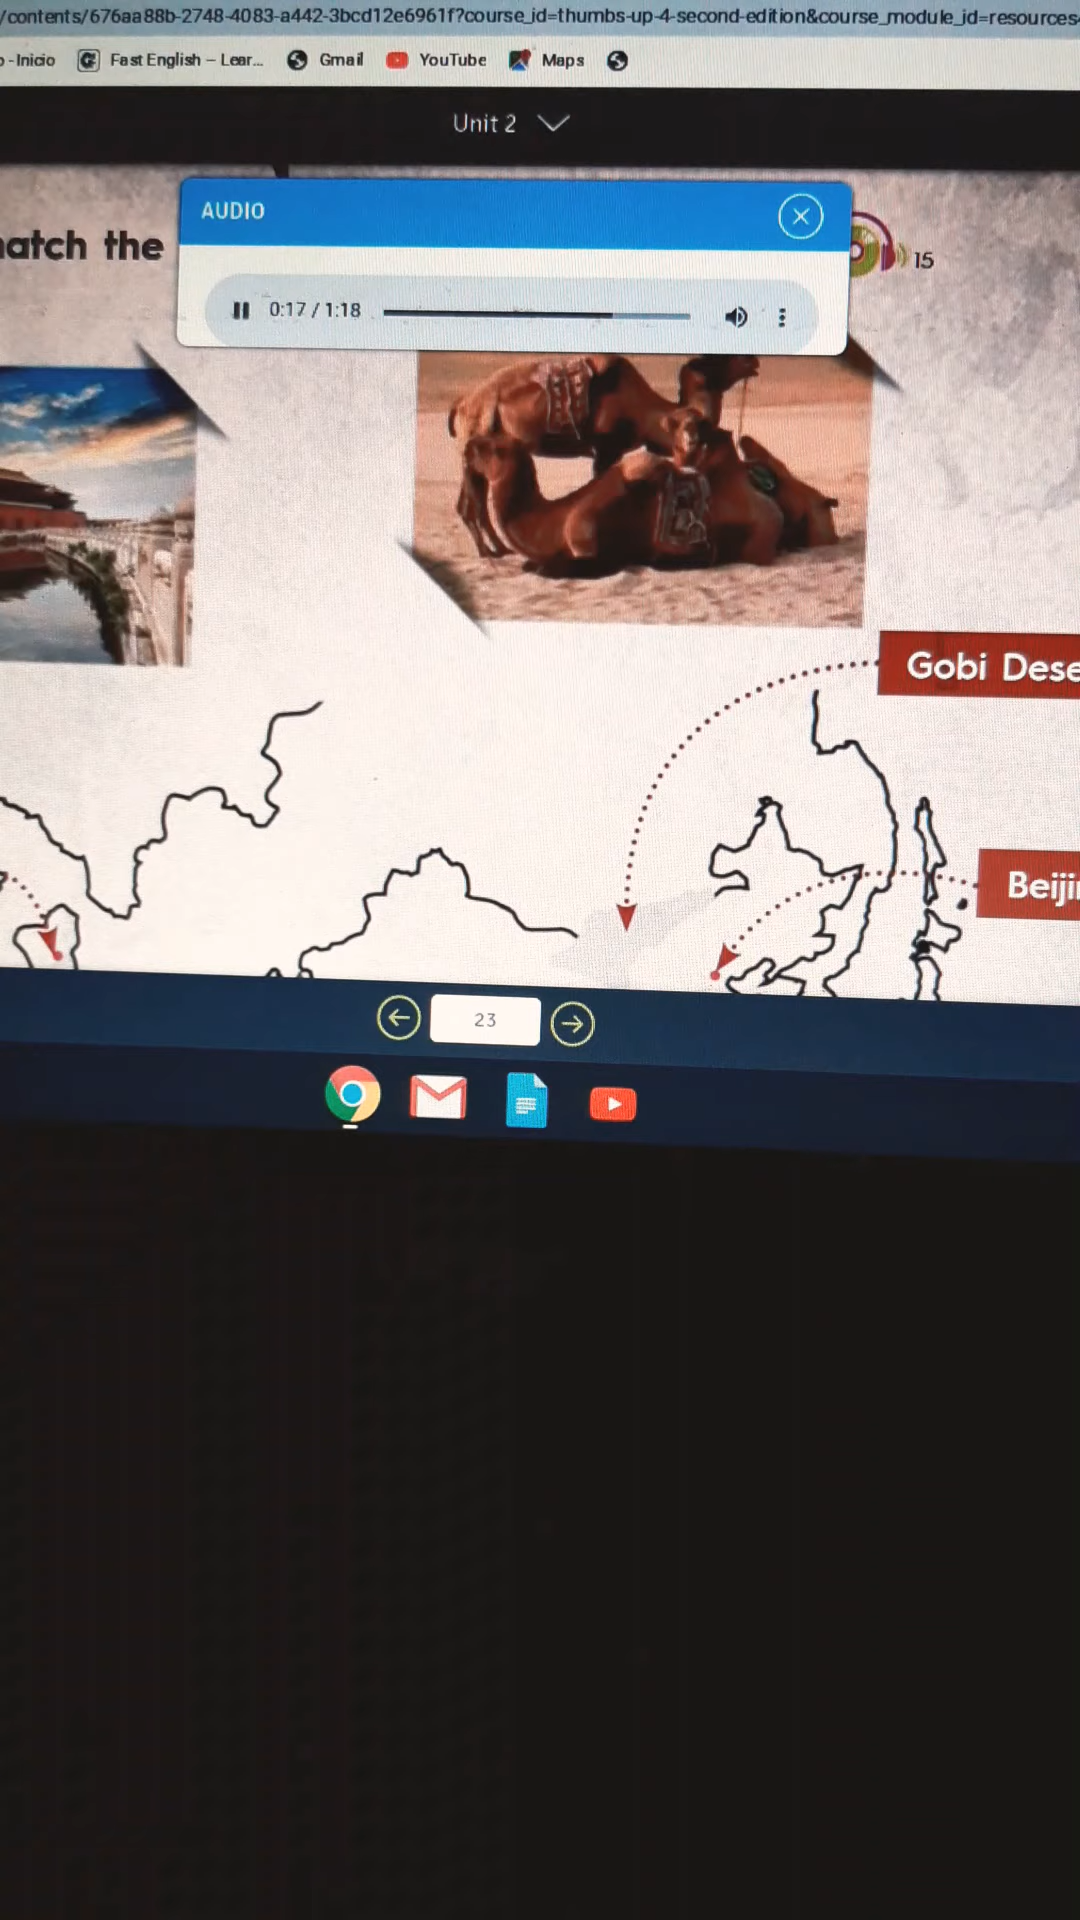 /contents/676aa88b-2748-4083-a442-3bcd12e6961f?course_id=thumbs-up-4-second-edition&course_module_id=resources-
- Inicio Fast English – Lear... Gmail YouTube Maps
Unit 2
AUDIO
atch the
15
0:17 / 1:18
Gobi Dese
Beijin
23